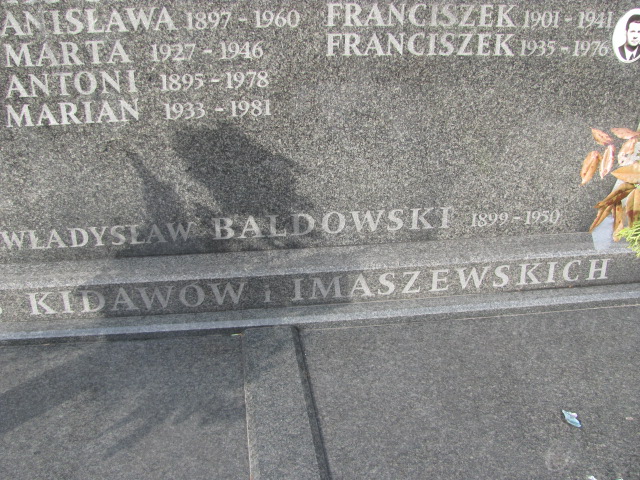 ANISŁAWA 1897 - 1960
MARTA 1927 - 1946
ANTONI 1895 - 1978
MARIAN 1933 - 1981
FRANCISZEK 1901 - 1941
FRANCISZEK 1935 - 1976
WŁADYSŁAW BALDOWSKI 1899 - 1950
KIDAWÓW i IMASZEWSKICH